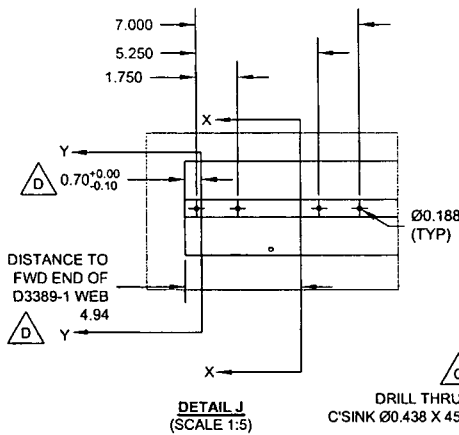 7.000
5.250
1.750
X
Y
D
0.70 +0.00
-0.10
Ø0.188
(TYP)
DISTANCE TO
FWD END OF
D3389-1 WEB
4.94
D
Y
X
DETAIL J
(SCALE 1:5)
DRILL THRU
C'SINK Ø0.438 X 45